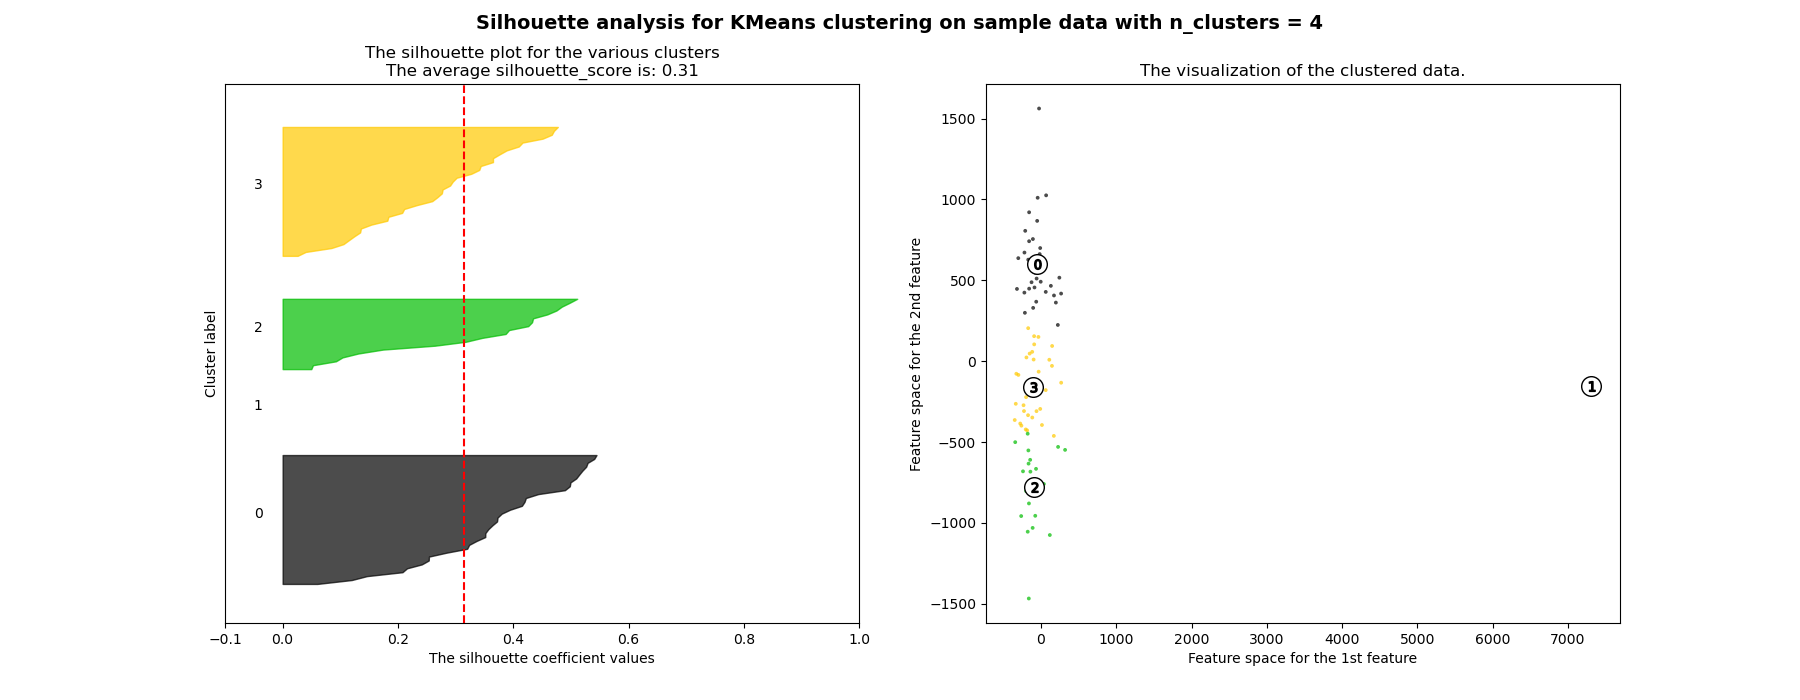 Silhouette analysis for KMeans clustering on sample data with n_clusters = 4
The silhouette plot for the various clusters
The average silhouette_score is: 0.31
3
2
1
0
Cluster label
−0.1 0.0 0.2 0.4 0.6 0.8 1.0
The silhouette coefficient values
The visualization of the clustered data.
1500
1000
500
0
−500
−1000
−1500
Feature space for the 2nd feature
0
3
1
2
0 1000 2000 3000 4000 5000 6000 7000
Feature space for the 1st feature